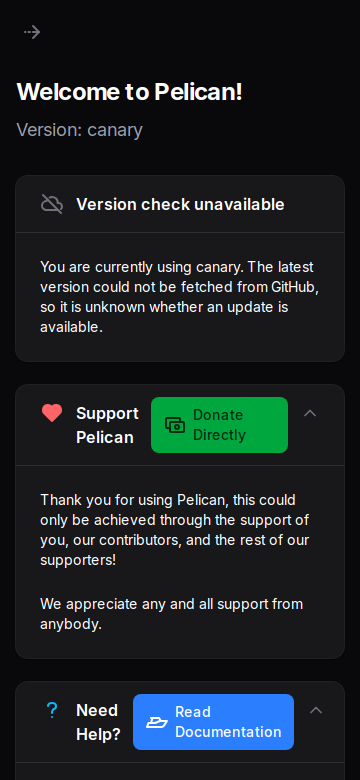 Welcome to Pelican!
Version: canary
Version check unavailable
You are currently using canary. The latest
version could not be fetched from GitHub,
so it is unknown whether an update is
available.
Support
Pelican
Donate
Directly
Thank you for using Pelican, this could
only be achieved through the support of
you, our contributors, and the rest of our
supporters!
We appreciate any and all support from
anybody.
Need
Help?
Read
Documentation